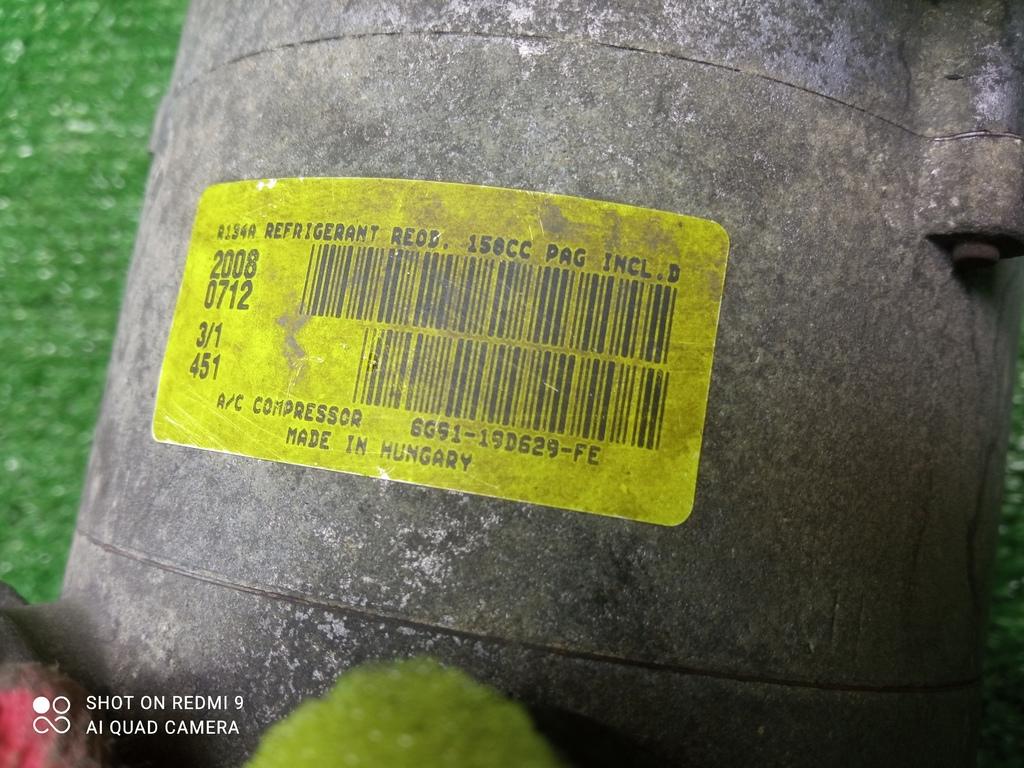 R134A REFRIGERANT REQD. 150CC PAG INCL.D
2008
0712
3/1
451
A/C COMPRESSOR 6G91-19D629-FE
MADE IN HUNGARY
SHOT ON REDMI 9
AI QUAD CAMERA